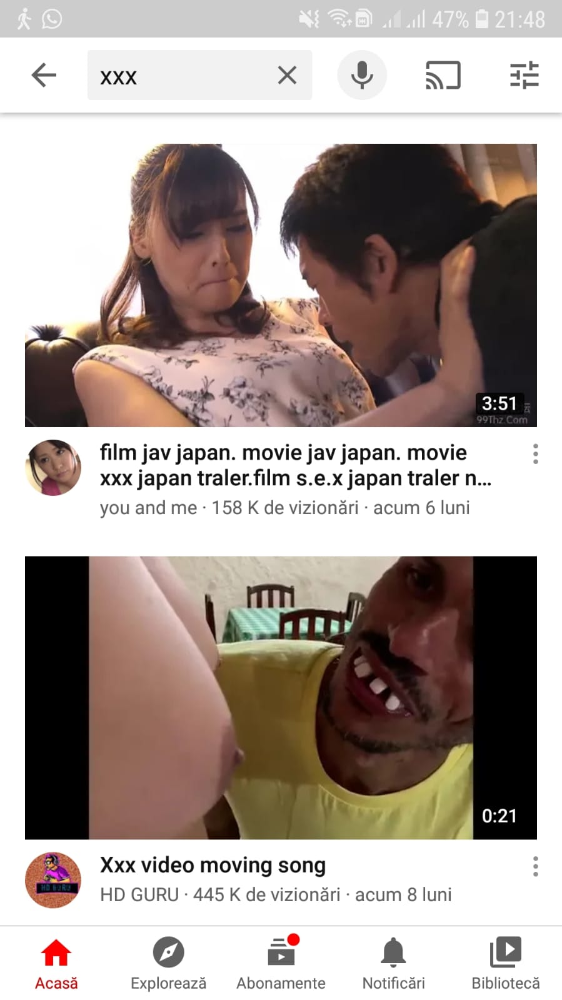 47% 21:48
xxx
3:51
99Thz.Com
film jav japan. movie jav japan. movie
xxx japan traler.film s.e.x japan traler n...
you and me · 158 K de vizionări · acum 6 luni
0:21
HD GURU
Xxx video moving song
HD GURU · 445 K de vizionări · acum 8 luni
Acasă Explorează Abonamente Notificări Bibliotecă